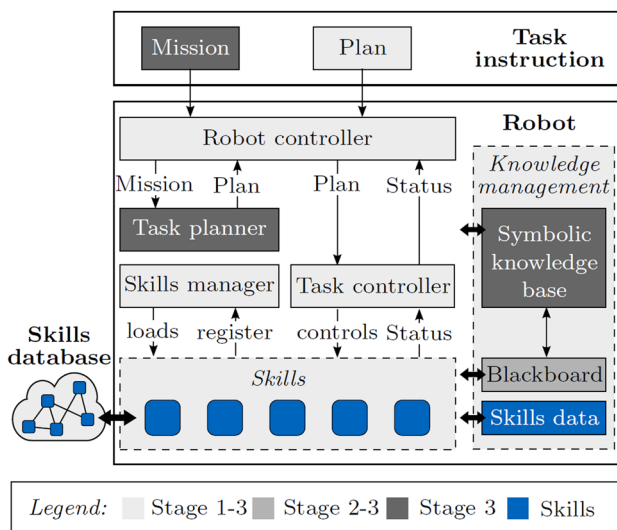 Mission
Plan
Task
instruction
Robot controller
Robot
Knowledge
management
Mission
Plan
Plan
Status
Task planner
Symbolic
knowledge
base
Skills manager
Task controller
loads
register
controls
Status
Skills
database
Skills
Blackboard
Skills data
Legend: Stage 1-3 Stage 2-3 Stage 3 Skills